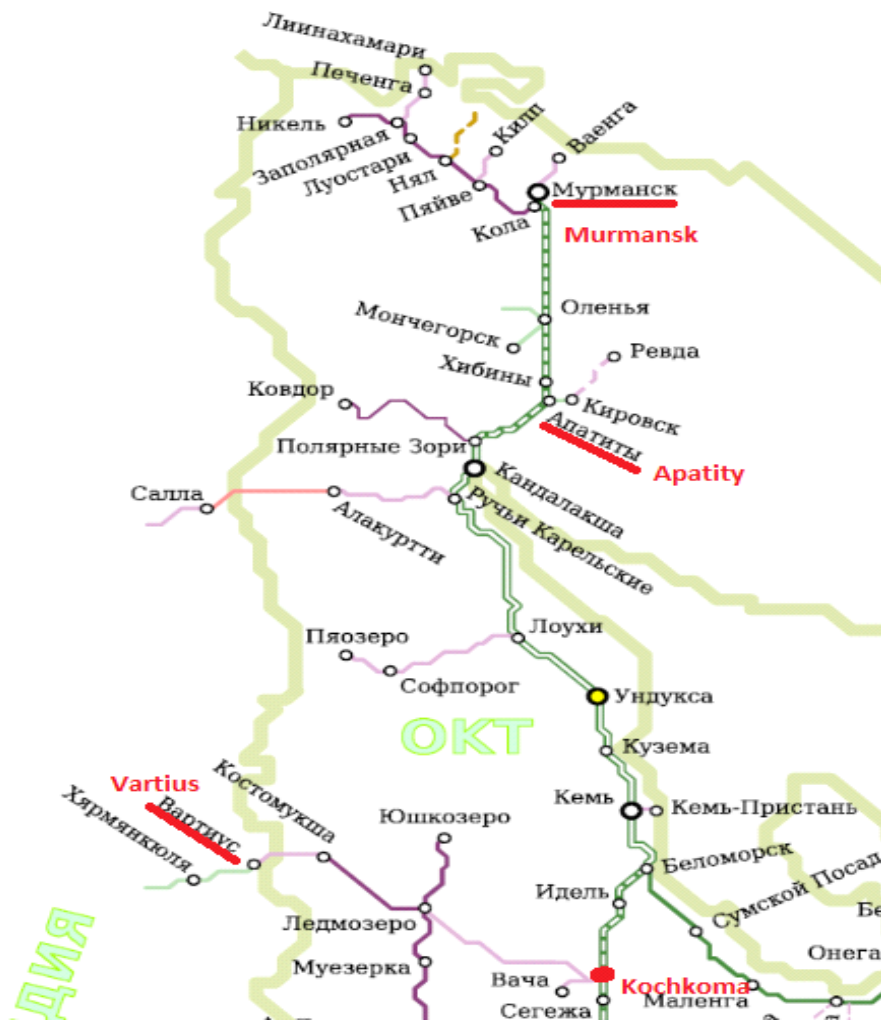 Лиинахамари
Печенга
Никель
Заполярная
Луостари
Нял
Пяйве
Килп
Ваенга
Мурманск
Murmansk
Кола
Оленья
Мончегорск
Ревда
Хибины
Ковдор
Кировск
Апатиты
Apatity
Полярные Зори
Кандалакша
Салла
Алакуртти
Ручьи Карельские
Лоухи
Пяозеро
Софпорог
Ундукса
ОКТ
Кузема
Vartius
Костомукша
Вартиус
Хярмянкюля
Юшкозеро
Кемь
Кемь-Пристань
Беломорск
Идель
Сумской Посад
Ледмозеро
Муезерка
Онега
Вача
Kochkoma
Сегежа
Маленга